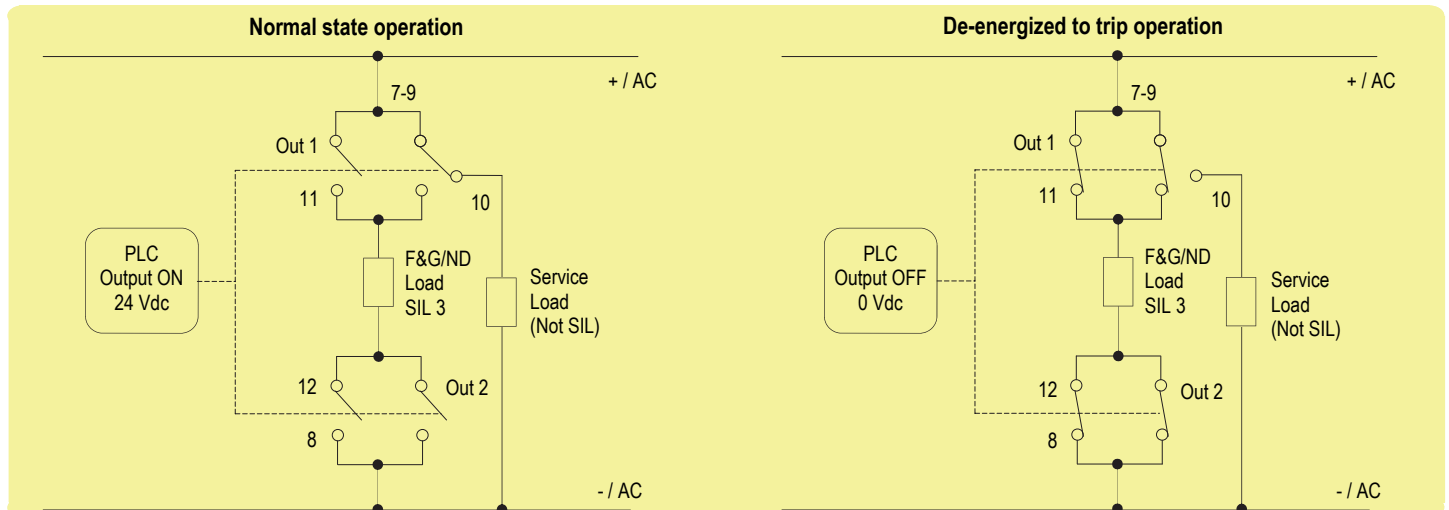 Normal state operation
+ / AC
7-9
Out 1
11
10
PLC
Output ON
24 Vdc
F&G/ND
Load
SIL 3
Service
Load
(Not SIL)
12
Out 2
8
- / AC
De-energized to trip operation
+ / AC
7-9
Out 1
11
10
PLC
Output OFF
0 Vdc
F&G/ND
Load
SIL 3
Service
Load
(Not SIL)
12
Out 2
8
- / AC